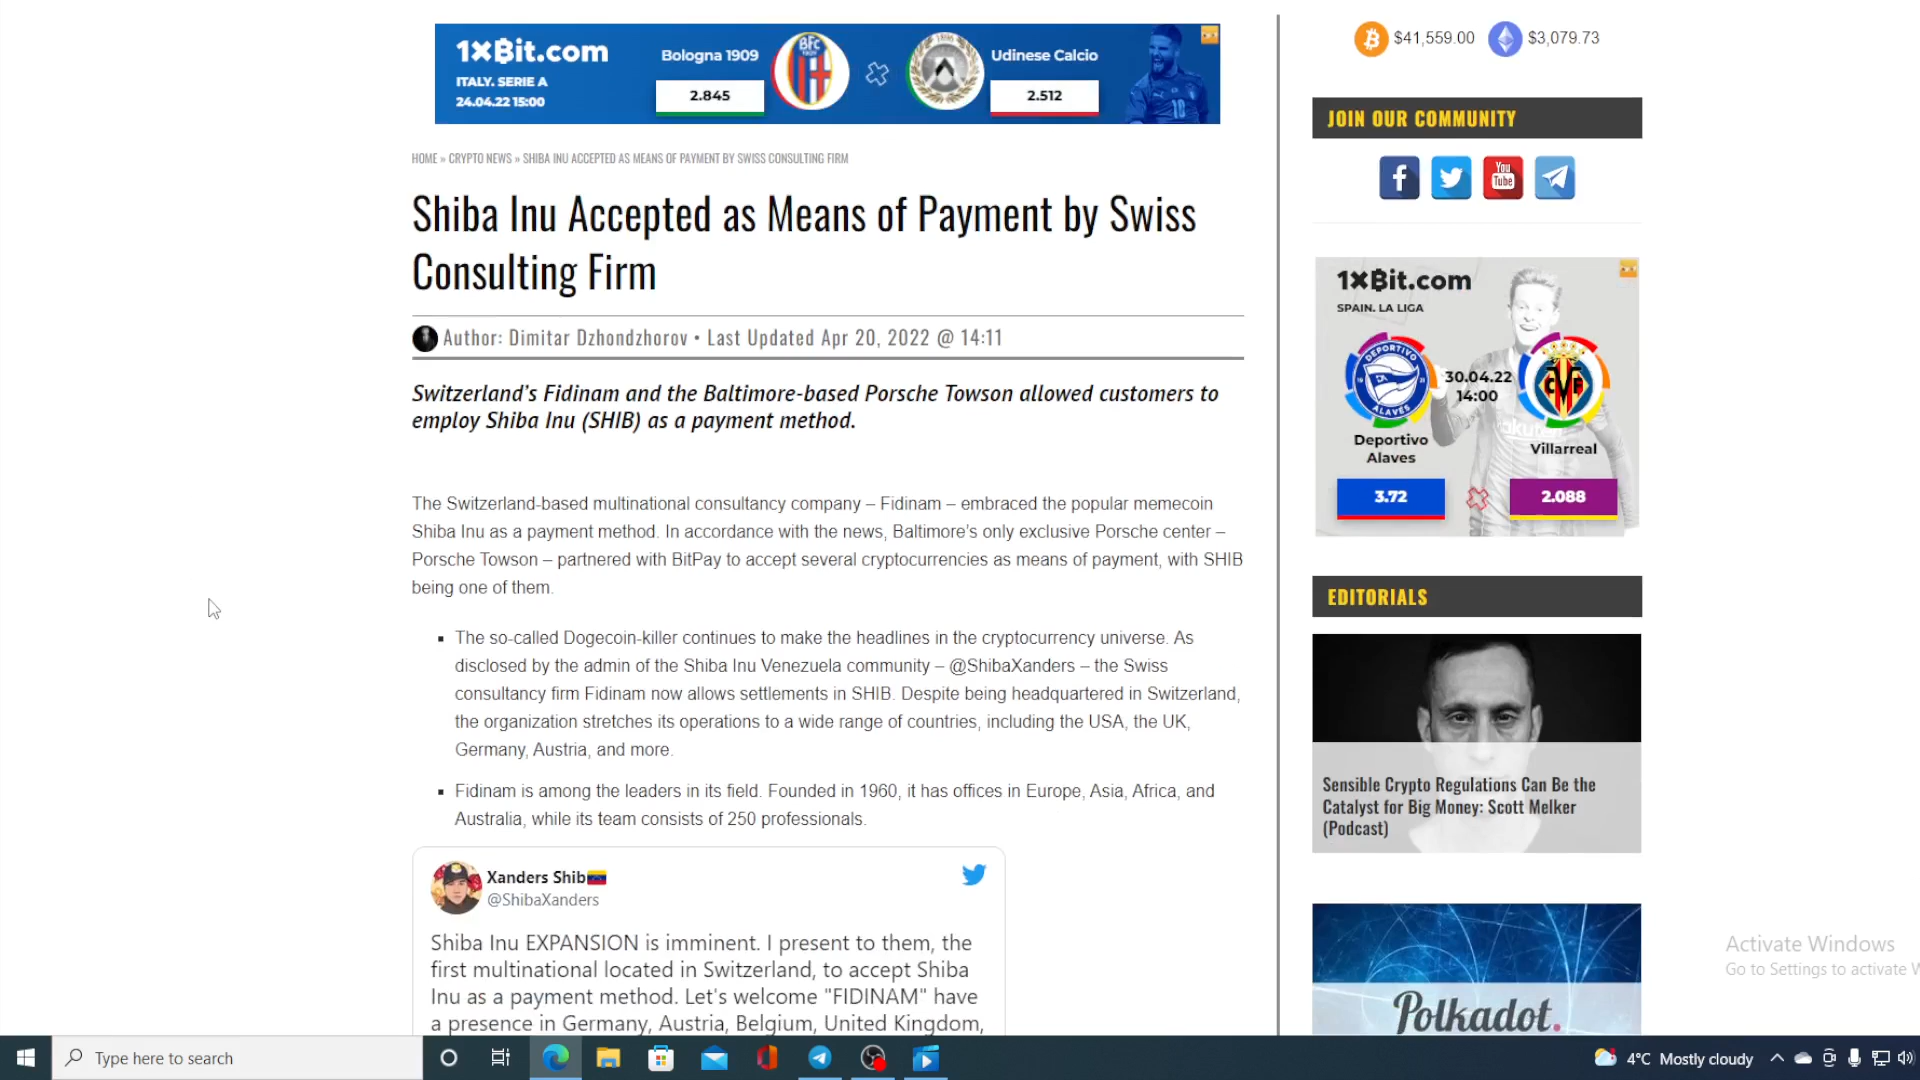 1XBit.com
ITALY. SERIE A
24.04.22 15:00
Bologna 1909
2.845
BFC
1909
1896
Udinese Calcio
2.512
10
$41,559.00
$3,079.73
JOIN OUR COMMUNITY
You
Tube
HOME » CRYPTO NEWS » SHIBA INU ACCEPTED AS MEANS OF PAYMENT BY SWISS CONSULTING FIRM
Shiba Inu Accepted as Means of Payment by Swiss
Consulting Firm
Author: Dimitar Dzhondzhorov • Last Updated Apr 20, 2022 @ 14:11
Switzerland's Fidinam and the Baltimore-based Porsche Towson allowed customers to
employ Shiba Inu (SHIB) as a payment method.
The Switzerland-based multinational consultancy company – Fidinam – embraced the popular memecoin
Shiba Inu as a payment method. In accordance with the news, Baltimore's only exclusive Porsche center –
Porsche Towson – partnered with BitPay to accept several cryptocurrencies as means of payment, with SHIB
being one of them.
▪ The so-called Dogecoin-killer continues to make the headlines in the cryptocurrency universe. As
disclosed by the admin of the Shiba Inu Venezuela community – @ShibaXanders – the Swiss
consultancy firm Fidinam now allows settlements in SHIB. Despite being headquartered in Switzerland,
the organization stretches its operations to a wide range of countries, including the USA, the UK,
Germany, Austria, and more.
▪ Fidinam is among the leaders in its field. Founded in 1960, it has offices in Europe, Asia, Africa, and
Australia, while its team consists of 250 professionals.
Xanders Shib🇻🇪
@ShibaXanders
Shiba Inu EXPANSION is imminent. I present to them, the
first multinational located in Switzerland, to accept Shiba
Inu as a payment method. Let's welcome "FIDINAM" have
a presence in Germany, Austria, Belgium, United Kingdom,
1XBit.com
SPAIN. LA LIGA
DEPORTIVO
ALAVES
30.04.22
14:00
Deportivo
Alaves
Villarreal
3.72
2.088
EDITORIALS
Sensible Crypto Regulations Can Be the
Catalyst for Big Money: Scott Melker
(Podcast)
Polkadot.
Activate Windows
Go to Settings to activate W
Type here to search
4°C Mostly cloudy